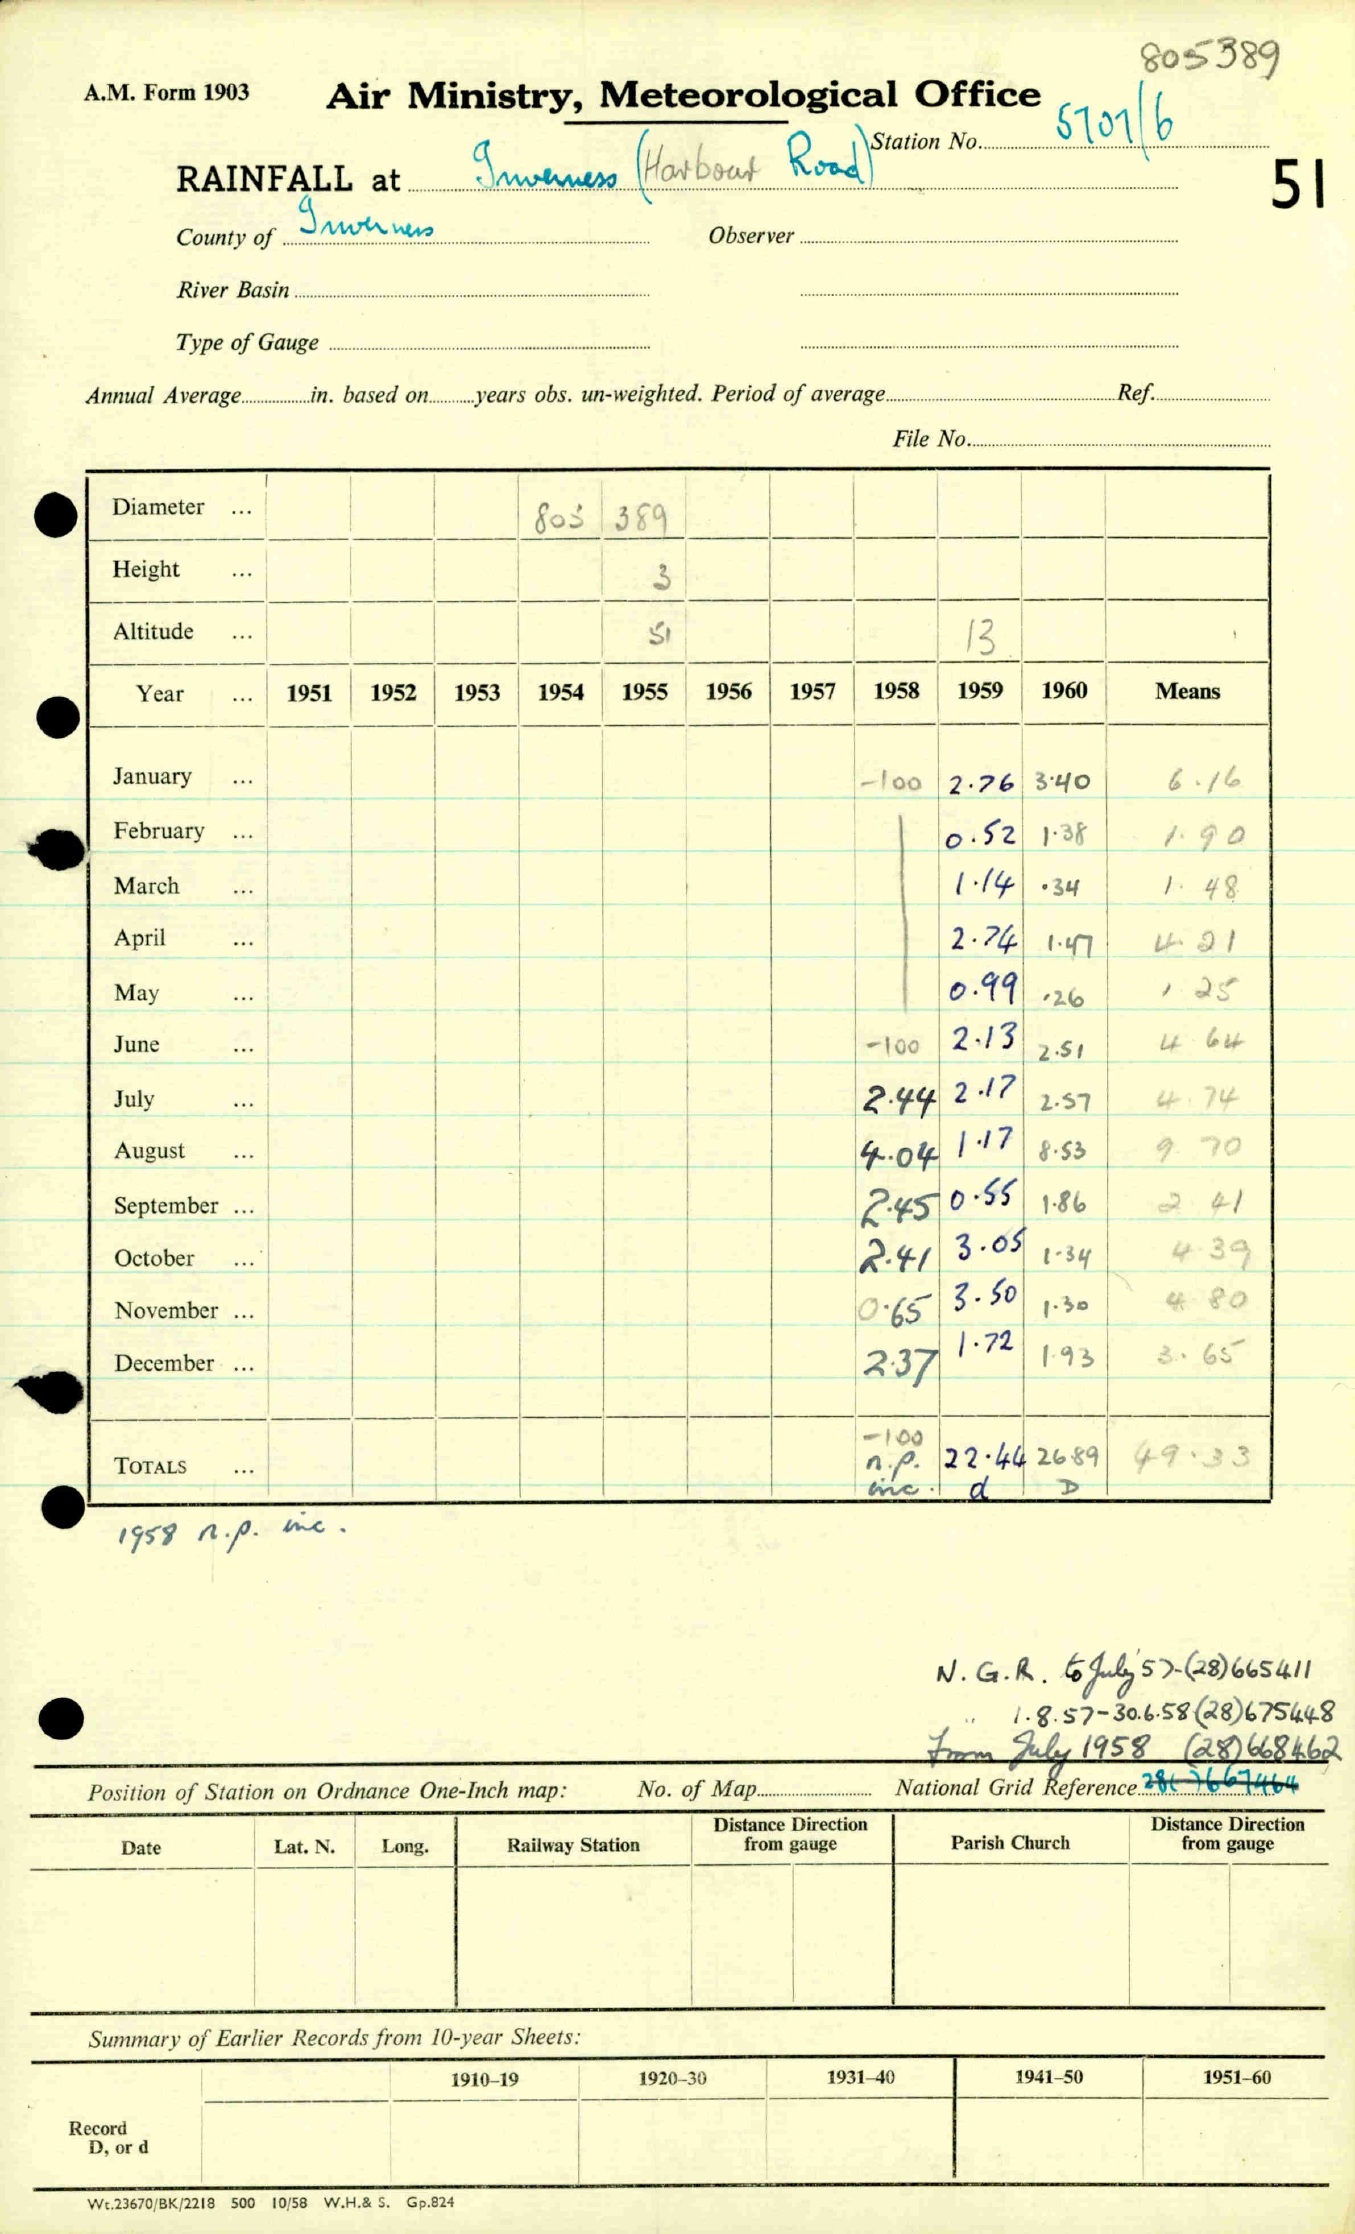 805389
A.M. Form 1903 Air Ministry, Meteorological Office
Station No. 5707/6
RAINFALL at Inverness (Harbour Road)
51
County of Inverness Observer
River Basin
Type of Gauge
Annual Average in. based on years obs. un-weighted. Period of average Ref.
File No.
Diameter ... 803 389
Height ... 3
Altitude ... 51 13
Year ... 1951 1952 1953 1954 1955 1956 1957 1958 1959 1960 Means
January ... -100 2.76 3.40 6.16
February ... 0.52 1.38 1.90
March ... 1.14 .34 1.48
April ... 2.74 1.47 4.21
May ... 0.99 .26 1 25
June ... -100 2.13 2.51 4 64
July ... 2.44 2.17 2.57 4.74
August ... 4.04 1.17 8.53 9 70
September ... 2.45 0.55 1.86 2 41
October ... 2.41 3.05 1.34 4.39
November ... 0.65 3.50 1.30 4 80
December ... 2.37 1.72 1.93 3.65
-100
TOTALS ... n.p. 22.44 2689 49.33
inc. d D
1958 n.p. inc.
N.G.R. to July '57-(28)665411
" 1.8.57-30.6.58 (28)675448
From July 1958 (28)668462
Position of Station on Ordnance One-Inch map: No. of Map National Grid Reference 28( )667464
Date Lat. N. Long. Railway Station Distance Direction from gauge Parish Church Distance Direction from gauge
Summary of Earlier Records from 10-year Sheets:
1910–19 1920–30 1931–40 1941–50 1951–60
Record
D, or d
Wt.23670/BK/2218 500 10/58 W.H.& S. Gp.824